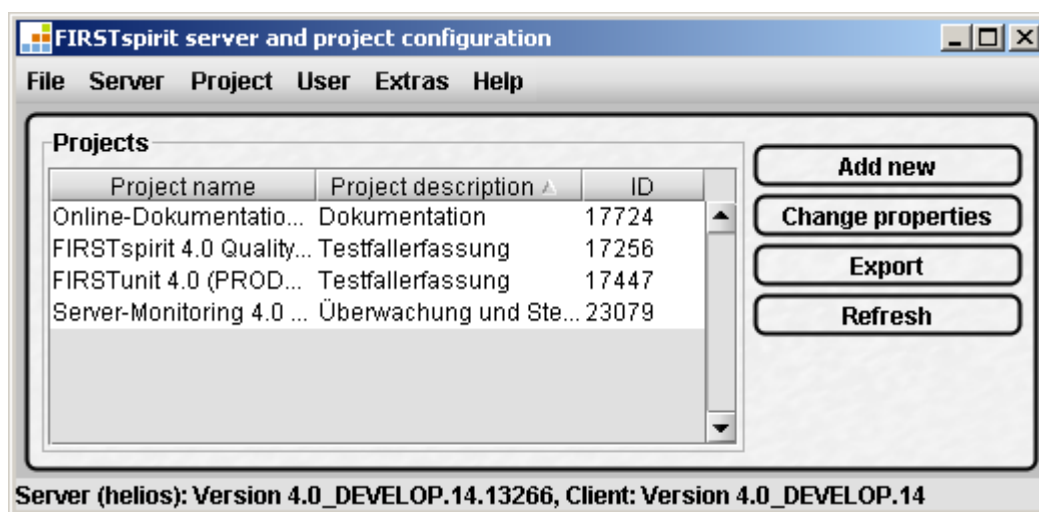 FIRSTspirit server and project configuration
File Server Project User Extras Help
Projects
Project name Project description ID
Online-Dokumentatio... Dokumentation 17724
FIRSTspirit 4.0 Quality... Testfallerfassung 17256
FIRSTunit 4.0 (PROD... Testfallerfassung 17447
Server-Monitoring 4.0 ... Überwachung und Ste... 23079
Add new
Change properties
Export
Refresh
Server (helios): Version 4.0_DEVELOP.14.13266, Client: Version 4.0_DEVELOP.14